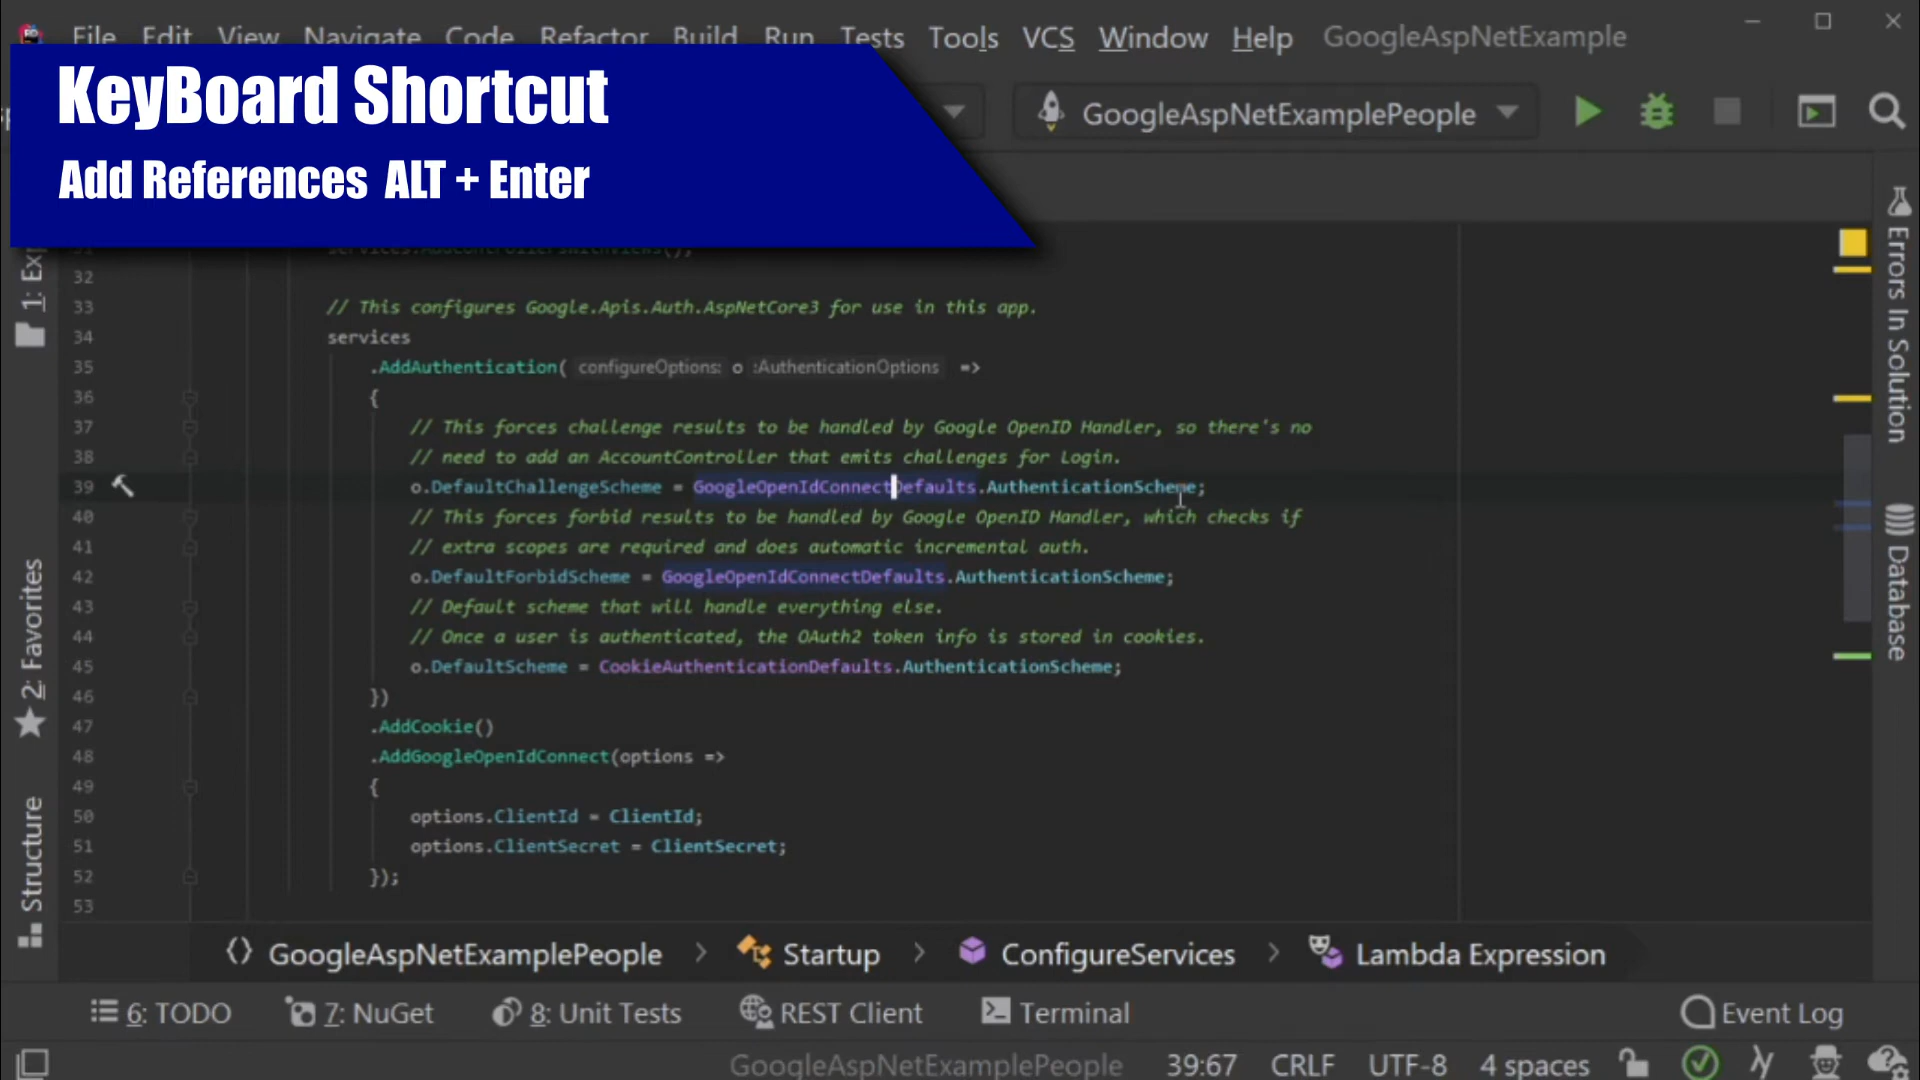 File Edit View Navigate Code Refactor Build Run Tests Tools VCS Window Help GoogleAspNetExample
KeyBoard Shortcut
Add References ALT + Enter
GoogleAspNetExamplePeople
services.AddControllersWithViews();
32
33 // This configures Google.Apis.Auth.AspNetCore3 for use in this app.
34 services
35 .AddAuthentication( configureOptions: o :AuthenticationOptions =>
36 {
37 // This forces challenge results to be handled by Google OpenID Handler, so there's no
38 // need to add an AccountController that emits challenges for Login.
39 o.DefaultChallengeScheme = GoogleOpenIdConnectDefaults.AuthenticationScheme;
40 // This forces forbid results to be handled by Google OpenID Handler, which checks if
41 // extra scopes are required and does automatic incremental auth.
42 o.DefaultForbidScheme = GoogleOpenIdConnectDefaults.AuthenticationScheme;
43 // Default scheme that will handle everything else.
44 // Once a user is authenticated, the OAuth2 token info is stored in cookies.
45 o.DefaultScheme = CookieAuthenticationDefaults.AuthenticationScheme;
46 })
47 .AddCookie()
48 .AddGoogleOpenIdConnect(options =>
49 {
50 options.ClientId = ClientId;
51 options.ClientSecret = ClientSecret;
52 });
53
2: Favorites
Structure
Errors In Solution
Database
GoogleAspNetExamplePeople > Startup > ConfigureServices > Lambda Expression
6: TODO 7: NuGet 8: Unit Tests REST Client Terminal Event Log
GoogleAspNetExamplePeople 39:67 CRLF UTF-8 4 spaces